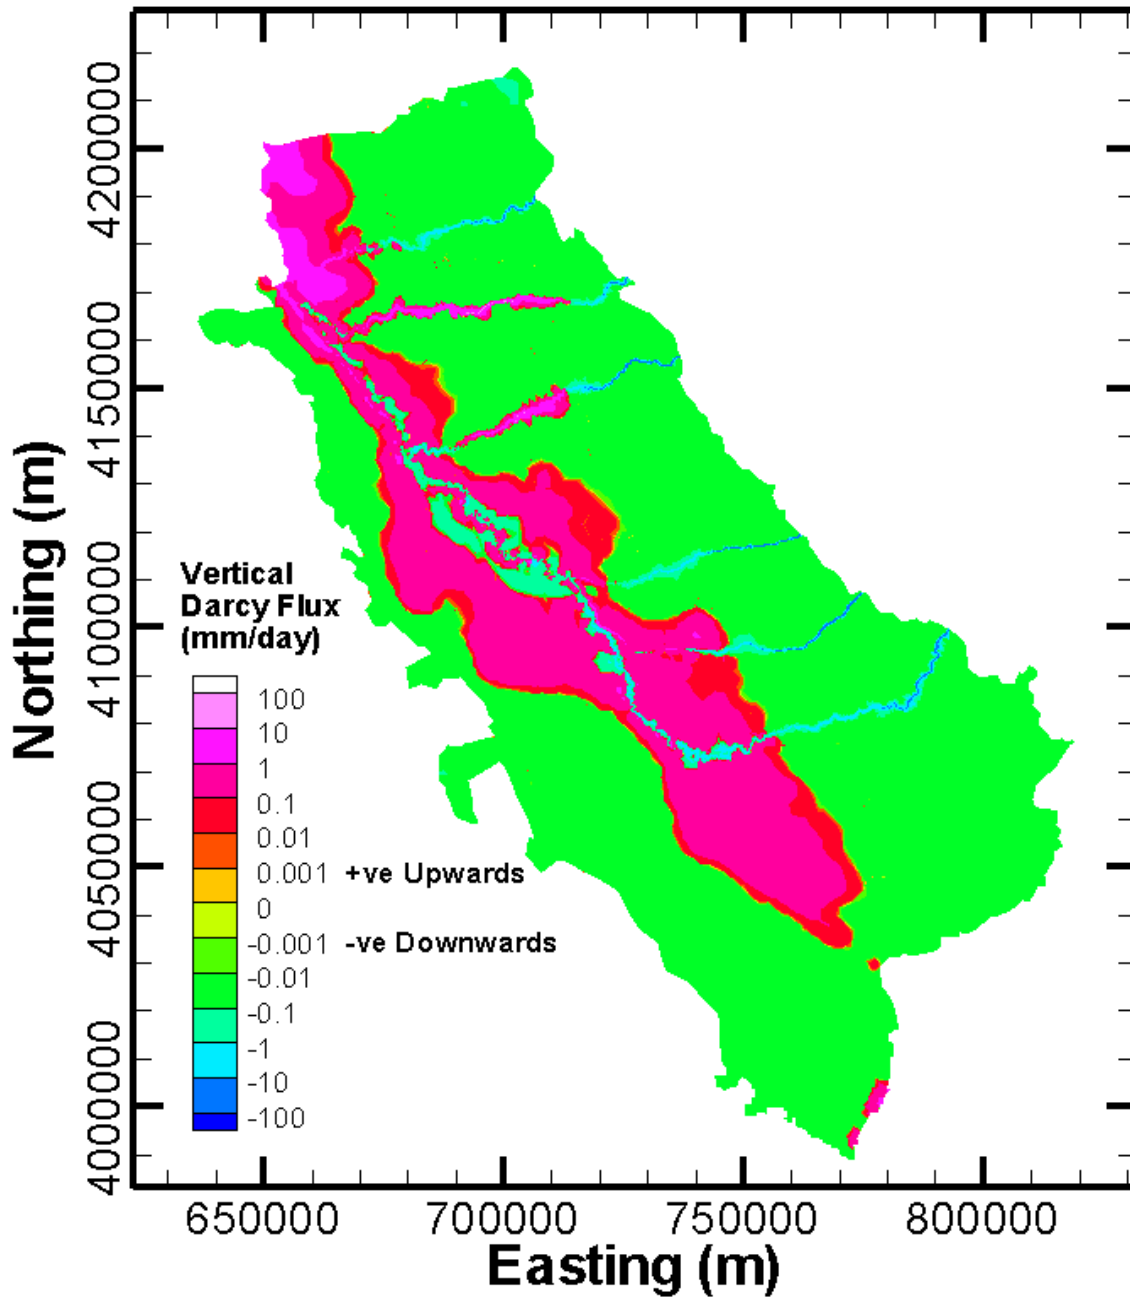 4200000
4150000
4100000
4050000
4000000
Northing (m)
Vertical
Darcy Flux
(mm/day)
100
10
1
0.1
0.01
0.001 +ve Upwards
0
-0.001 -ve Downwards
-0.01
-0.1
-1
-10
-100
650000 700000 750000 800000
Easting (m)